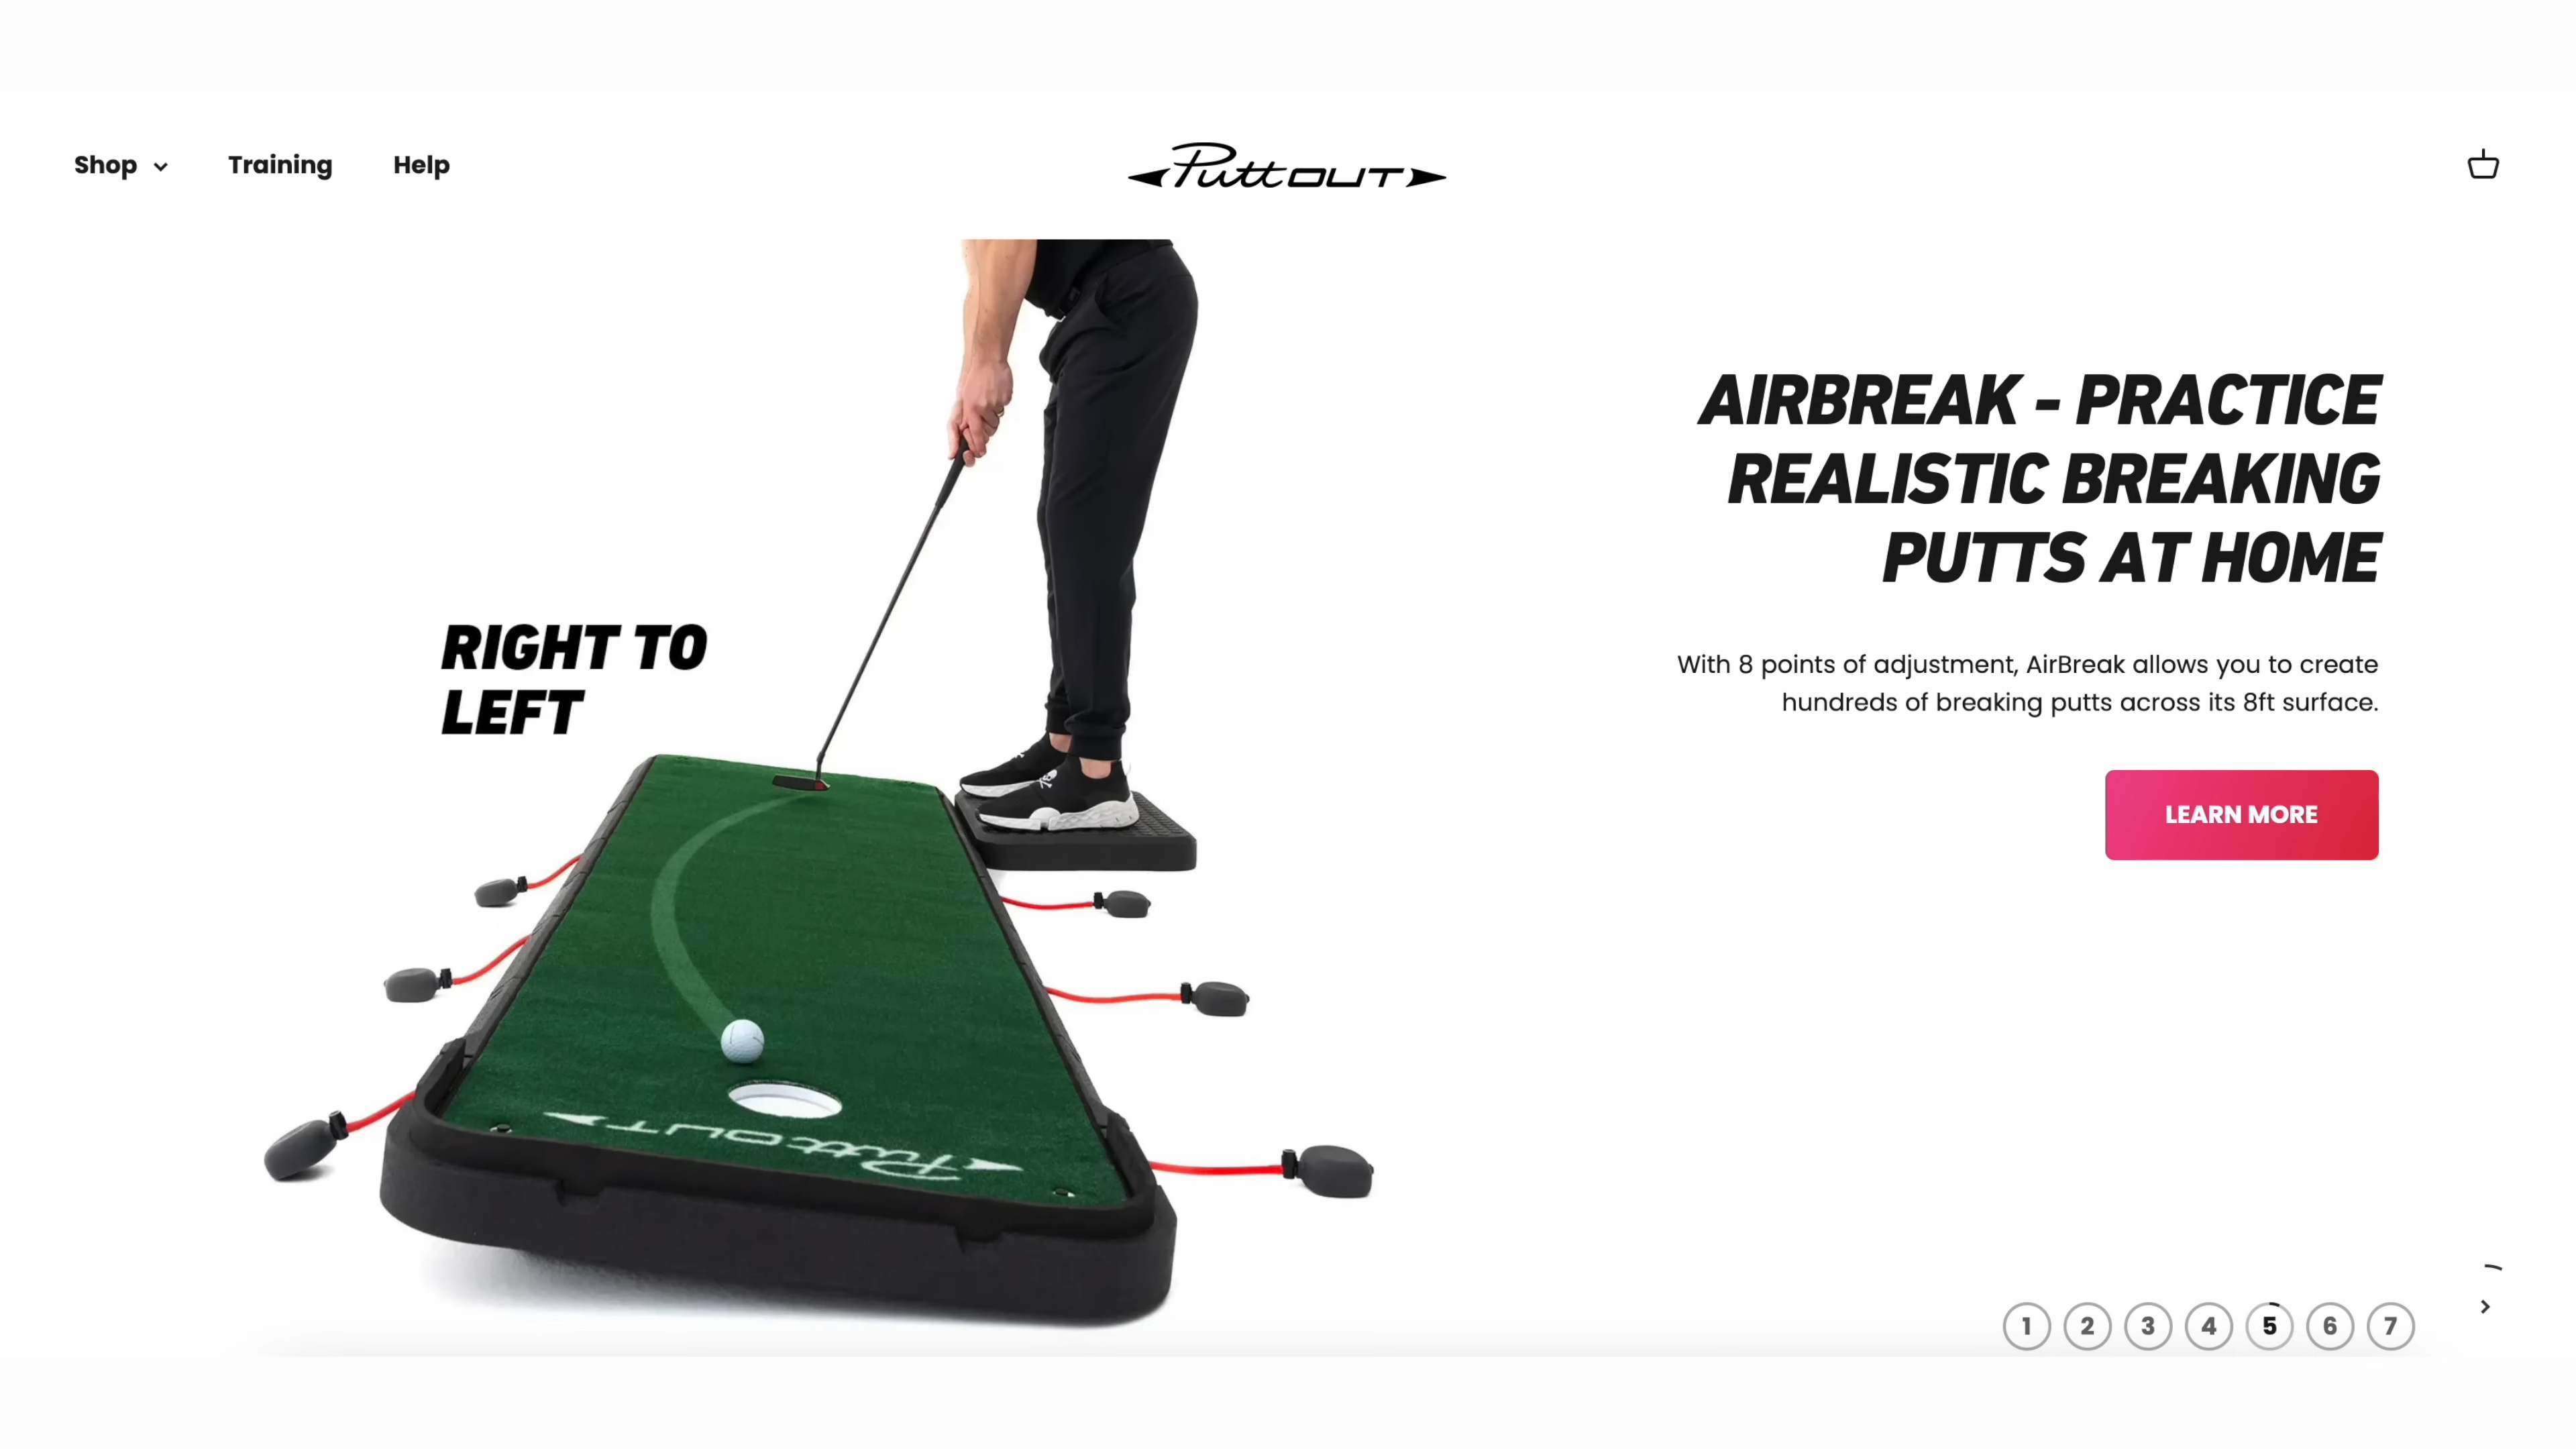 Shop
Training
Help
PuttOUT
AIRBREAK - PRACTICE
REALISTIC BREAKING
PUTTS AT HOME
With 8 points of adjustment, AirBreak allows you to create
hundreds of breaking putts across its 8ft surface.
LEARN MORE
RIGHT TO
LEFT
PuttOUT
1 2 3 4 5 6 7